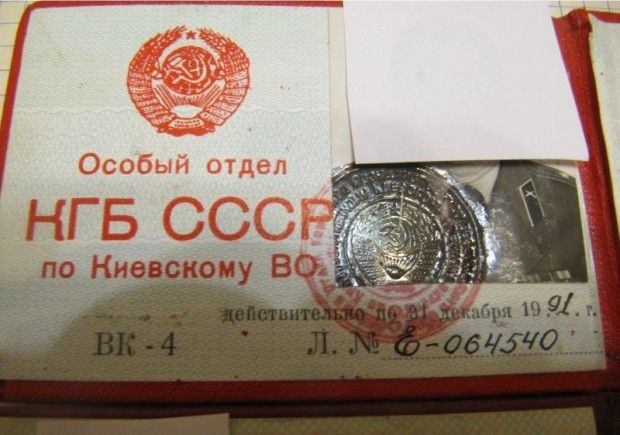 Особый отдел
КГБ СССР
по Киевскому ВО
действительно по 31 декабря 1991. г.
ВК - 4 Л. № Е-064540